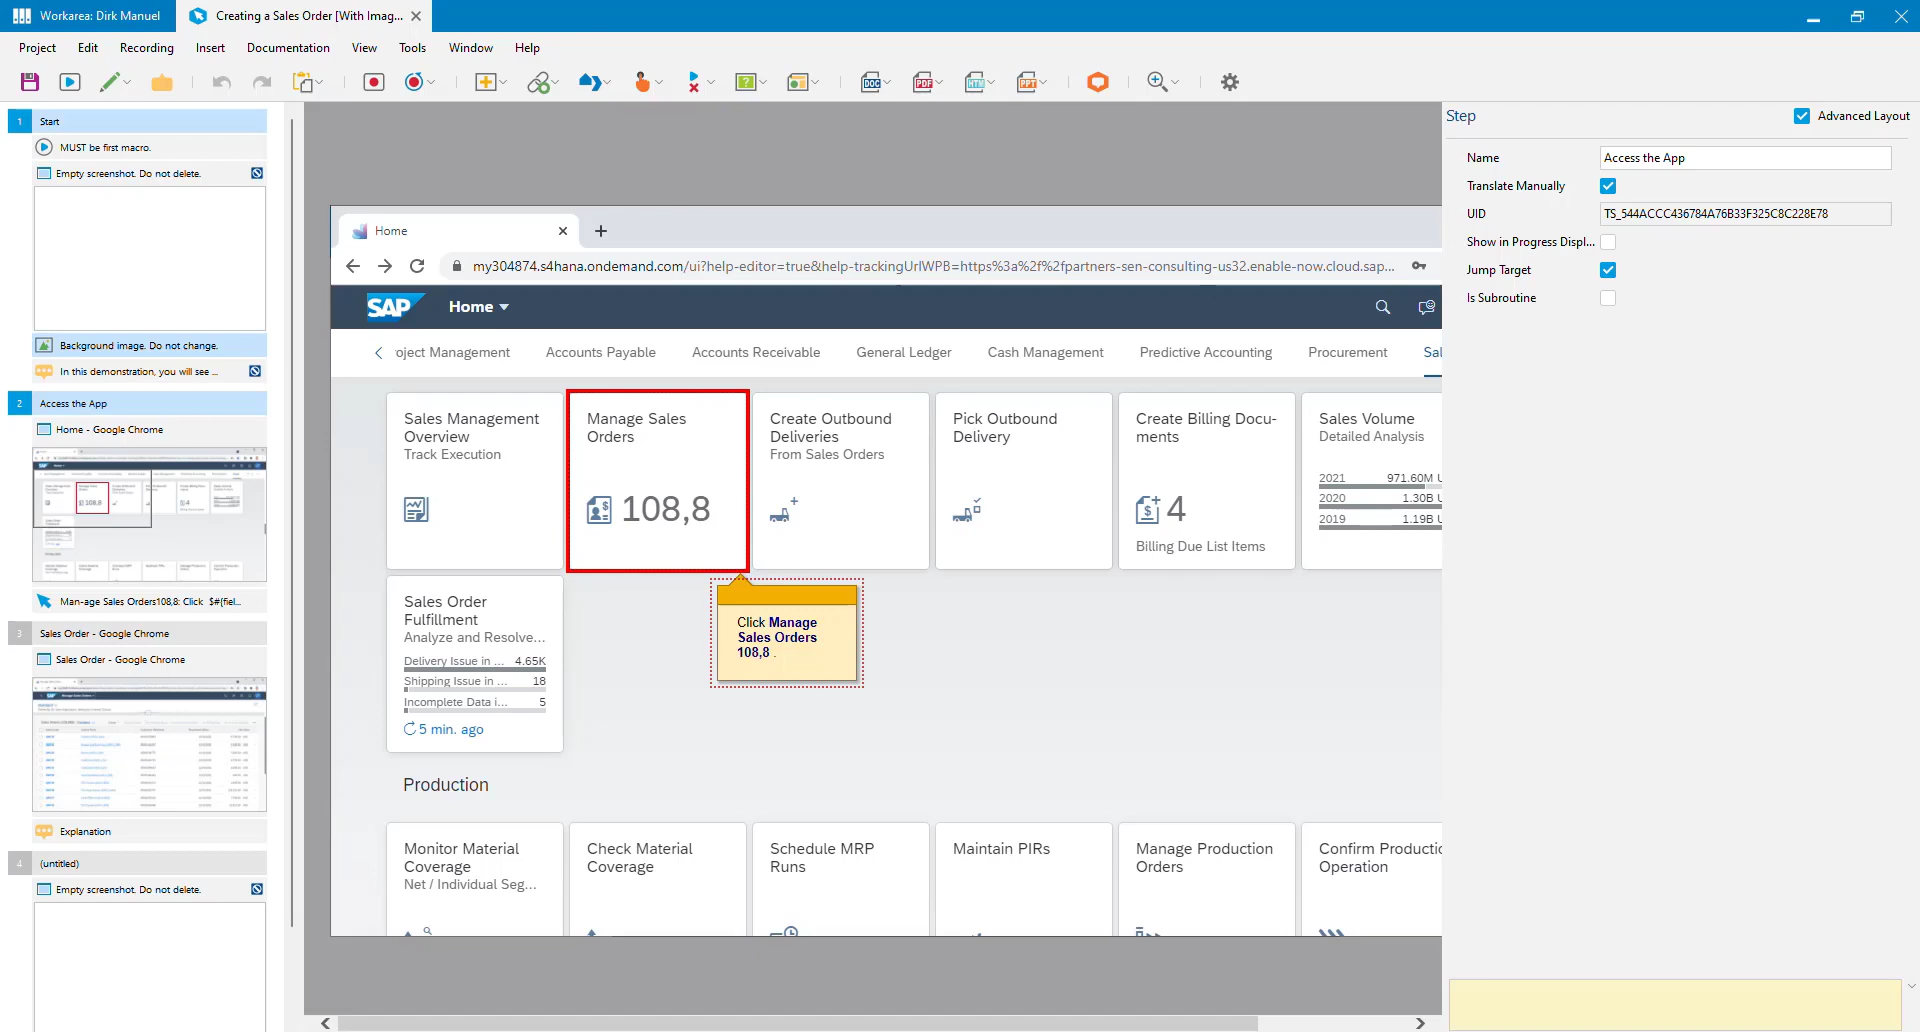 Workarea: Dirk Manuel
Creating a Sales Order [With Imag...
Project Edit Recording Insert Documentation View Tools Window Help
DOC PDF HTM PPT
1 Start
MUST be first macro.
Empty screenshot. Do not delete.
Background image. Do not change.
In this demonstration, you will see ...
2 Access the App
Home - Google Chrome
Man-age Sales Orders108,8: Click $#(fiel...
3 Sales Order - Google Chrome
Sales Order - Google Chrome
Explanation
4 (untitled)
Empty screenshot. Do not delete.
Home
my304874.s4hana.ondemand.com/ui?help-editor=true&help-trackingUrlWPB=https%3a%2f%2fpartners-sen-consulting-us32.enable-now.cloud.sap...
SAP Home
oject Management Accounts Payable Accounts Receivable General Ledger Cash Management Predictive Accounting Procurement Sal
Sales Management
Overview
Track Execution
Manage Sales
Orders
108,8
Create Outbound
Deliveries
From Sales Orders
Pick Outbound
Delivery
Create Billing Docu-
ments
4
Billing Due List Items
Sales Volume
Detailed Analysis
2021 971.60M U
2020 1.30B U
2019 1.19B U
Sales Order
Fulfillment
Analyze and Resolve...
Delivery Issue in ... 4.65K
Shipping Issue in ... 18
Incomplete Data i... 5
5 min. ago
Click Manage
Sales Orders
108,8 .
Production
Monitor Material
Coverage
Net / Individual Seg...
Check Material
Coverage
Schedule MRP
Runs
Maintain PIRs
Manage Production
Orders
Confirm Productic
Operation
Step
Advanced Layout
Name Access the App
Translate Manually
UID TS_544ACCC436784A76B33F325C8C228E78
Show in Progress Displ...
Jump Target
Is Subroutine